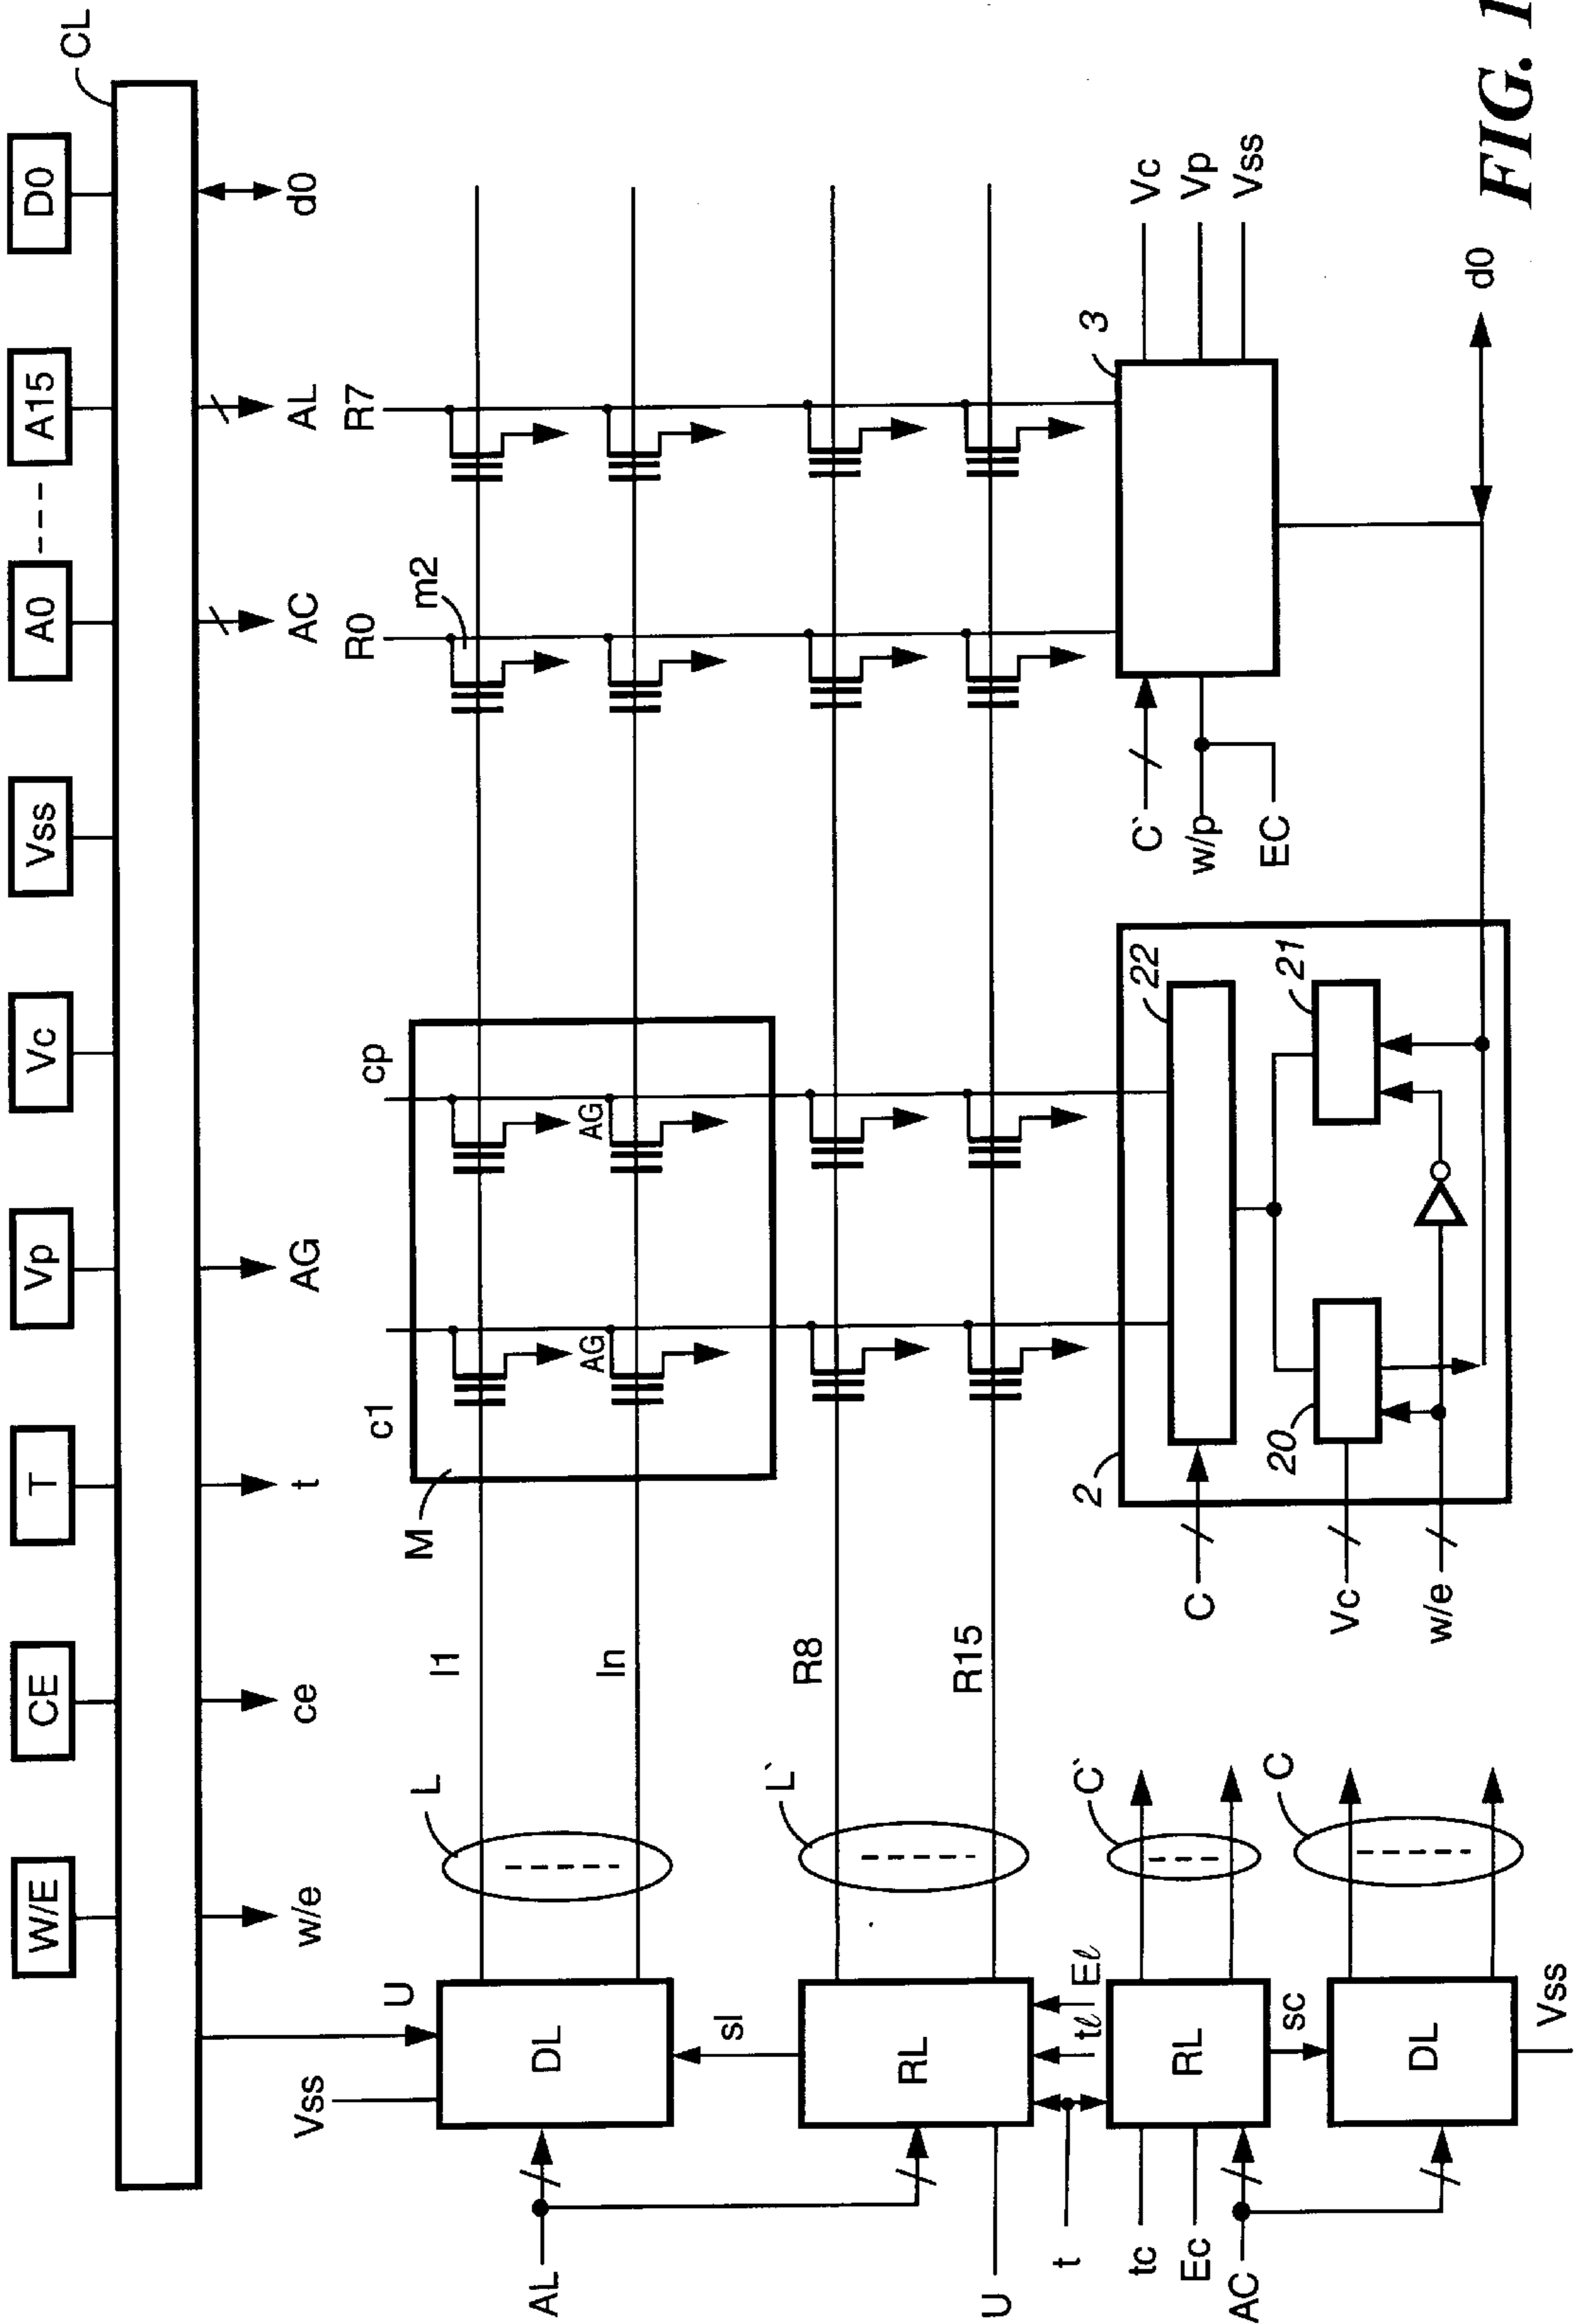 W/E CE T Vp Vc Vss A0 --- A15 D0
CL
w/e ce t AG AC AL d0
U
Vss
c1 cp R0 R7
m2
M
AG AG
L l1
ln
DL
AL
sl
L` R8
R15
RL
U
t
tℓ Eℓ
tc
Ec
AC
RL
C`
sc
DL
C
Vss
2
22
20
21
C
Vc
w/e
3
C`
w/p
EC
Vc
Vp
Vss
d0
FIG. 1